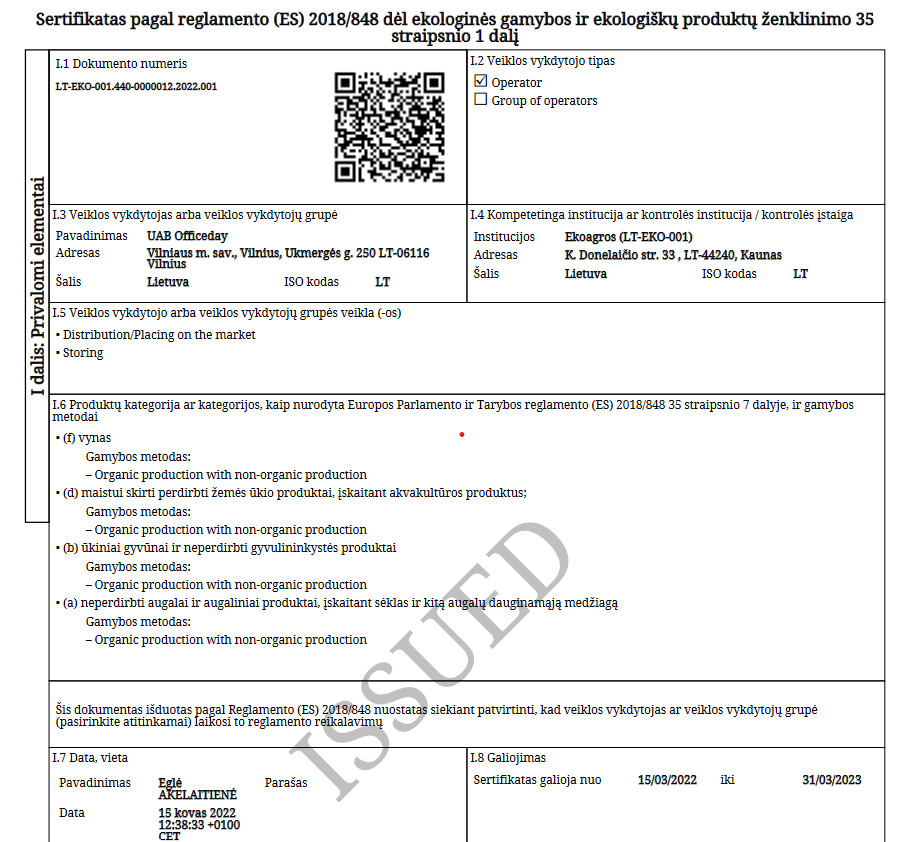 Sertifikatas pagal reglamento (ES) 2018/848 dėl ekologinės gamybos ir ekologiškų produktų ženklinimo 35
straipsnio 1 dalį
I dalis: Privalomi elementai
I.1 Dokumento numeris
LT-EKO-001.440-0000012.2022.001
I.2 Veiklos vykdytojo tipas
Operator
Group of operators
I.3 Veiklos vykdytojas arba veiklos vykdytojų grupė
Pavadinimas UAB Officeday
Adresas Vilniaus m. sav., Vilnius, Ukmergės g. 250 LT-06116
Vilnius
Šalis Lietuva ISO kodas LT
I.4 Kompetetinga institucija ar kontrolės institucija / kontrolės įstaiga
Institucijos Ekoagros (LT-EKO-001)
Adresas K. Donelaičio str. 33 , LT-44240, Kaunas
Šalis Lietuva ISO kodas LT
I.5 Veiklos vykdytojo arba veiklos vykdytojų grupės veikla (-os)
• Distribution/Placing on the market
• Storing
I.6 Produktų kategorija ar kategorijos, kaip nurodyta Europos Parlamento ir Tarybos reglamento (ES) 2018/848 35 straipsnio 7 dalyje, ir gamybos
metodai
• (f) vynas
Gamybos metodas:
– Organic production with non-organic production
• (d) maistui skirti perdirbti žemės ūkio produktai, įskaitant akvakultūros produktus;
Gamybos metodas:
– Organic production with non-organic production
• (b) ūkiniai gyvūnai ir neperdirbti gyvulininkystės produktai
Gamybos metodas:
– Organic production with non-organic production
• (a) neperdirbti augalai ir augaliniai produktai, įskaitant sėklas ir kitą augalų dauginamąją medžiagą
Gamybos metodas:
– Organic production with non-organic production
ISSUED
Šis dokumentas išduotas pagal Reglamento (ES) 2018/848 nuostatas siekiant patvirtinti, kad veiklos vykdytojas ar veiklos vykdytojų grupė
(pasirinkite atitinkamai) laikosi to reglamento reikalavimų
I.7 Data, vieta
Pavadinimas Eglė Parašas
AKELAITIENĖ
Data 15 kovas 2022
12:38:33 +0100
CET
I.8 Galiojimas
Sertifikatas galioja nuo 15/03/2022 iki 31/03/2023